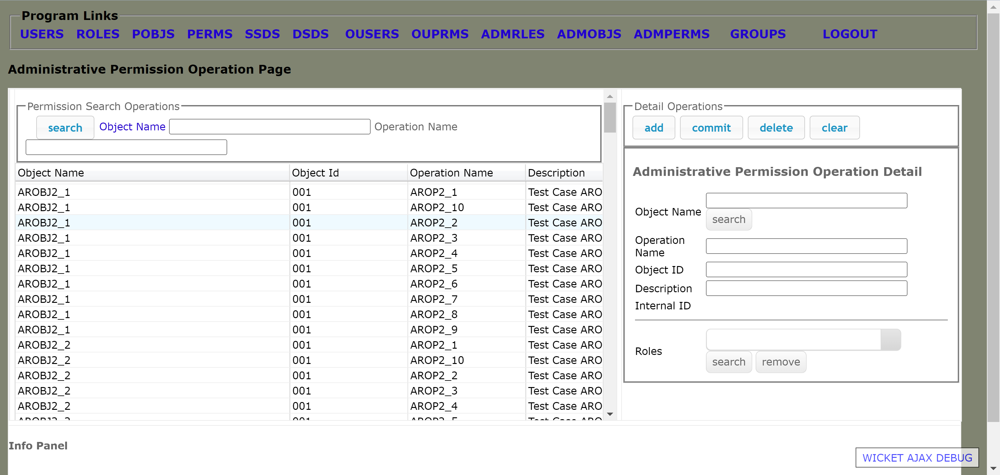 Program Links
USERS ROLES POBJS PERMS SSDS DSDS OUSERS OUPRMS ADMRLES ADMOBJS ADMPERMS GROUPS LOGOUT
Administrative Permission Operation Page
Permission Search Operations
search Object Name Operation Name
Object Name Object Id Operation Name Description
AROBJ2_1 001 AROP2_1 Test Case ARO
AROBJ2_1 001 AROP2_10 Test Case ARO
AROBJ2_1 001 AROP2_2 Test Case ARO
AROBJ2_1 001 AROP2_3 Test Case ARO
AROBJ2_1 001 AROP2_4 Test Case ARO
AROBJ2_1 001 AROP2_5 Test Case ARO
AROBJ2_1 001 AROP2_6 Test Case ARO
AROBJ2_1 001 AROP2_7 Test Case ARO
AROBJ2_1 001 AROP2_8 Test Case ARO
AROBJ2_1 001 AROP2_9 Test Case ARO
AROBJ2_2 001 AROP2_1 Test Case ARO
AROBJ2_2 001 AROP2_10 Test Case ARO
AROBJ2_2 001 AROP2_2 Test Case ARO
AROBJ2_2 001 AROP2_3 Test Case ARO
AROBJ2_2 001 AROP2_4 Test Case ARO
Detail Operations
add commit delete clear
Administrative Permission Operation Detail
Object Name
search
Operation
Name
Object ID
Description
Internal ID
Roles
search remove
Info Panel
WICKET AJAX DEBUG